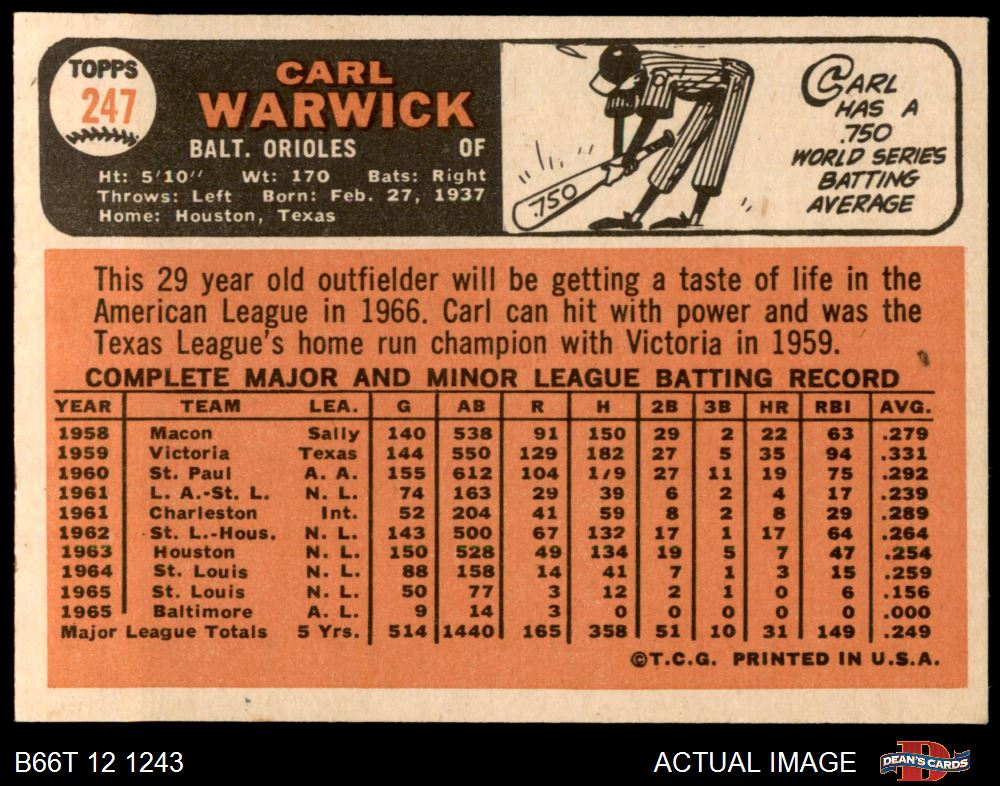 TOPPS
247
CARL
WARWICK
BALT. ORIOLES OF
Ht: 5'10" Wt: 170 Bats: Right
Throws: Left Born: Feb. 27, 1937
Home: Houston, Texas
.750
CARL
HAS A
.750
WORLD SERIES
BATTING
AVERAGE
This 29 year old outfielder will be getting a taste of life in the
American League in 1966. Carl can hit with power and was the
Texas League's home run champion with Victoria in 1959.
COMPLETE MAJOR AND MINOR LEAGUE BATTING RECORD
YEAR TEAM LEA. G AB R H 2B 3B HR RBI AVG.
1958 Macon Sally 140 538 91 150 29 2 22 63 .279
1959 Victoria Texas 144 550 129 182 27 5 35 94 .331
1960 St. Paul A. A. 155 612 104 179 27 11 19 75 .292
1961 L. A.-St. L. N. L. 74 163 29 39 6 2 4 17 .239
1961 Charleston Int. 52 204 41 59 8 2 8 29 .289
1962 St. L.-Hous. N. L. 143 500 67 132 17 1 17 64 .264
1963 Houston N. L. 150 528 49 134 19 5 7 47 .254
1964 St. Louis N. L. 88 158 14 41 7 1 3 15 .259
1965 St. Louis N. L. 50 77 3 12 2 1 0 6 .156
1965 Baltimore A. L. 9 14 3 0 0 0 0 0 .000
Major League Totals 5 Yrs. 514 1440 165 358 51 10 31 149 .249
©T.C.G. PRINTED IN U.S.A.
B66T 12 1243 ACTUAL IMAGE D DEAN'S CARDS